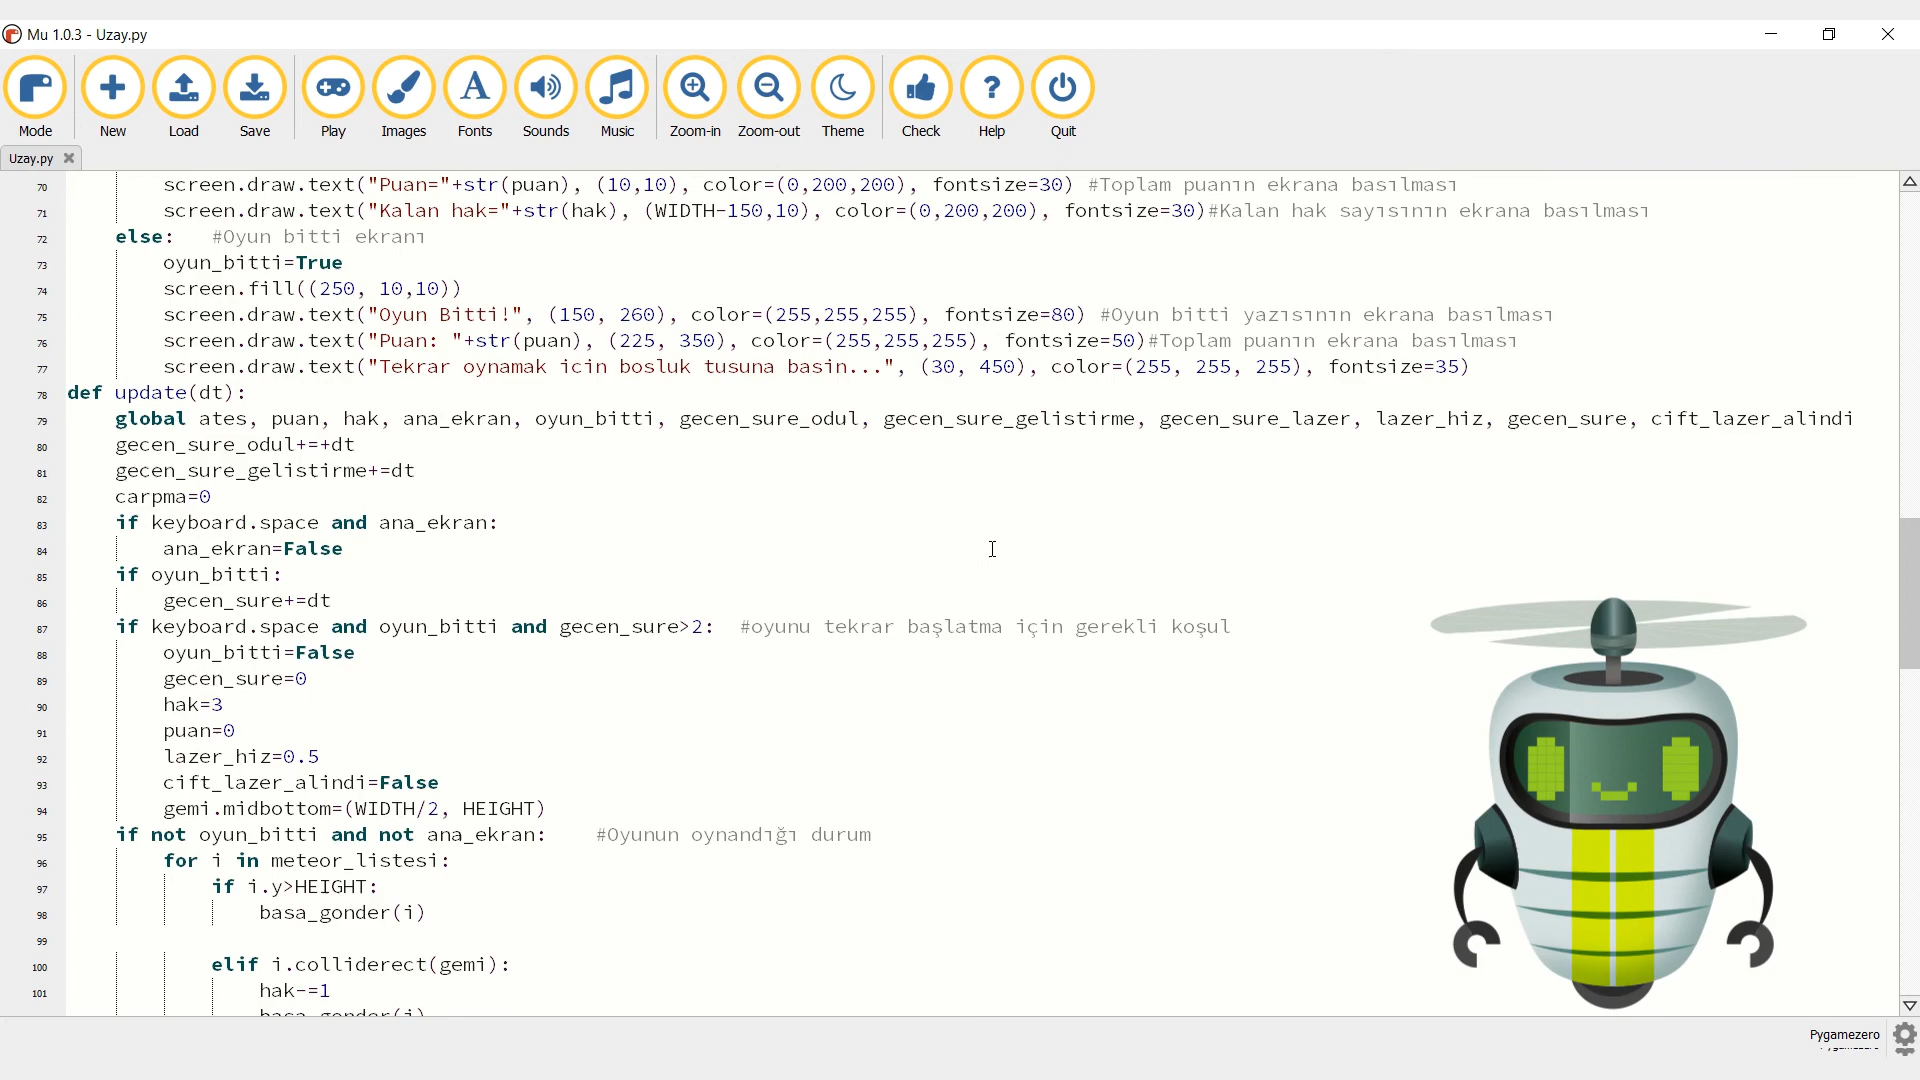 Mu 1.0.3 - Uzay.py
Mode New Load Save Play Images Fonts Sounds Music Zoom-in Zoom-out Theme Check Help Quit
Uzay.py
70 screen.draw.text("Puan="+str(puan), (10,10), color=(0,200,200), fontsize=30) #Toplam puanın ekrana basılması
71 screen.draw.text("Kalan hak="+str(hak), (WIDTH-150,10), color=(0,200,200), fontsize=30)#Kalan hak sayısının ekrana basılması
72 else: #Oyun bitti ekranı
73 oyun_bitti=True
74 screen.fill((250, 10,10))
75 screen.draw.text("Oyun Bitti!", (150, 260), color=(255,255,255), fontsize=80) #Oyun bitti yazısının ekrana basılması
76 screen.draw.text("Puan: "+str(puan), (225, 350), color=(255,255,255), fontsize=50)#Toplam puanın ekrana basılması
77 screen.draw.text("Tekrar oynamak icin bosluk tusuna basin...", (30, 450), color=(255, 255, 255), fontsize=35)
78 def update(dt):
79 global ates, puan, hak, ana_ekran, oyun_bitti, gecen_sure_odul, gecen_sure_gelistirme, gecen_sure_lazer, lazer_hiz, gecen_sure, cift_lazer_alindi
80 gecen_sure_odul+=+dt
81 gecen_sure_gelistirme+=dt
82 carpma=0
83 if keyboard.space and ana_ekran:
84 ana_ekran=False
85 if oyun_bitti:
86 gecen_sure+=dt
87 if keyboard.space and oyun_bitti and gecen_sure>2: #oyunu tekrar başlatma için gerekli koşul
88 oyun_bitti=False
89 gecen_sure=0
90 hak=3
91 puan=0
92 lazer_hiz=0.5
93 cift_lazer_alindi=False
94 gemi.midbottom=(WIDTH/2, HEIGHT)
95 if not oyun_bitti and not ana_ekran: #Oyunun oynandığı durum
96 for i in meteor_listesi:
97 if i.y>HEIGHT:
98 basa_gonder(i)
99
100 elif i.colliderect(gemi):
101 hak-=1
basa_gonder(i)
Pygamezero